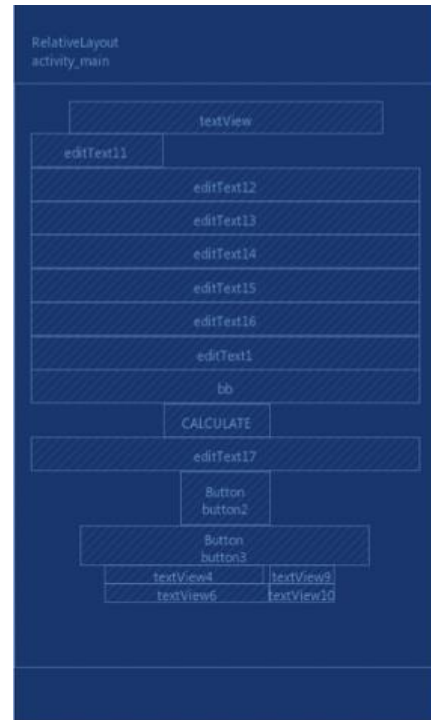 RelativeLayout
activity_main
textView
editText11
editText12
editText13
editText14
editText15
editText16
editText1
bb
CALCULATE
editText17
Button
button2
Button
button3
textView4 textView9
textView6 textView10